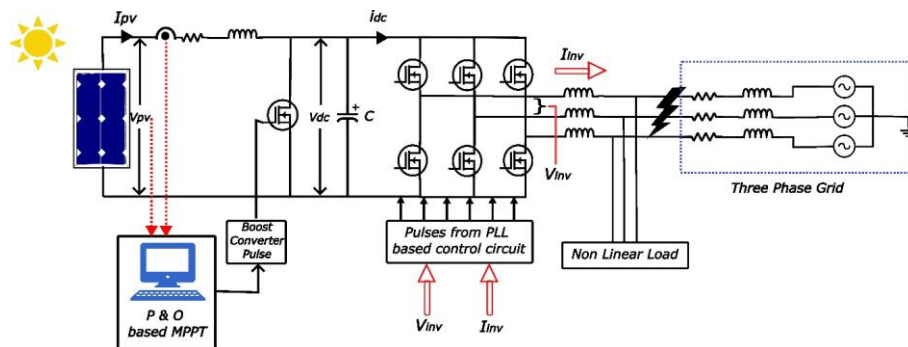 Ipv
idc
IInv
Vpv
Vdc
+
C
VInv
Three Phase Grid
Boost
Converter
Pulse
Pulses from PLL
based control circuit
Non Linear Load
P & O
based MPPT
VInv
IInv